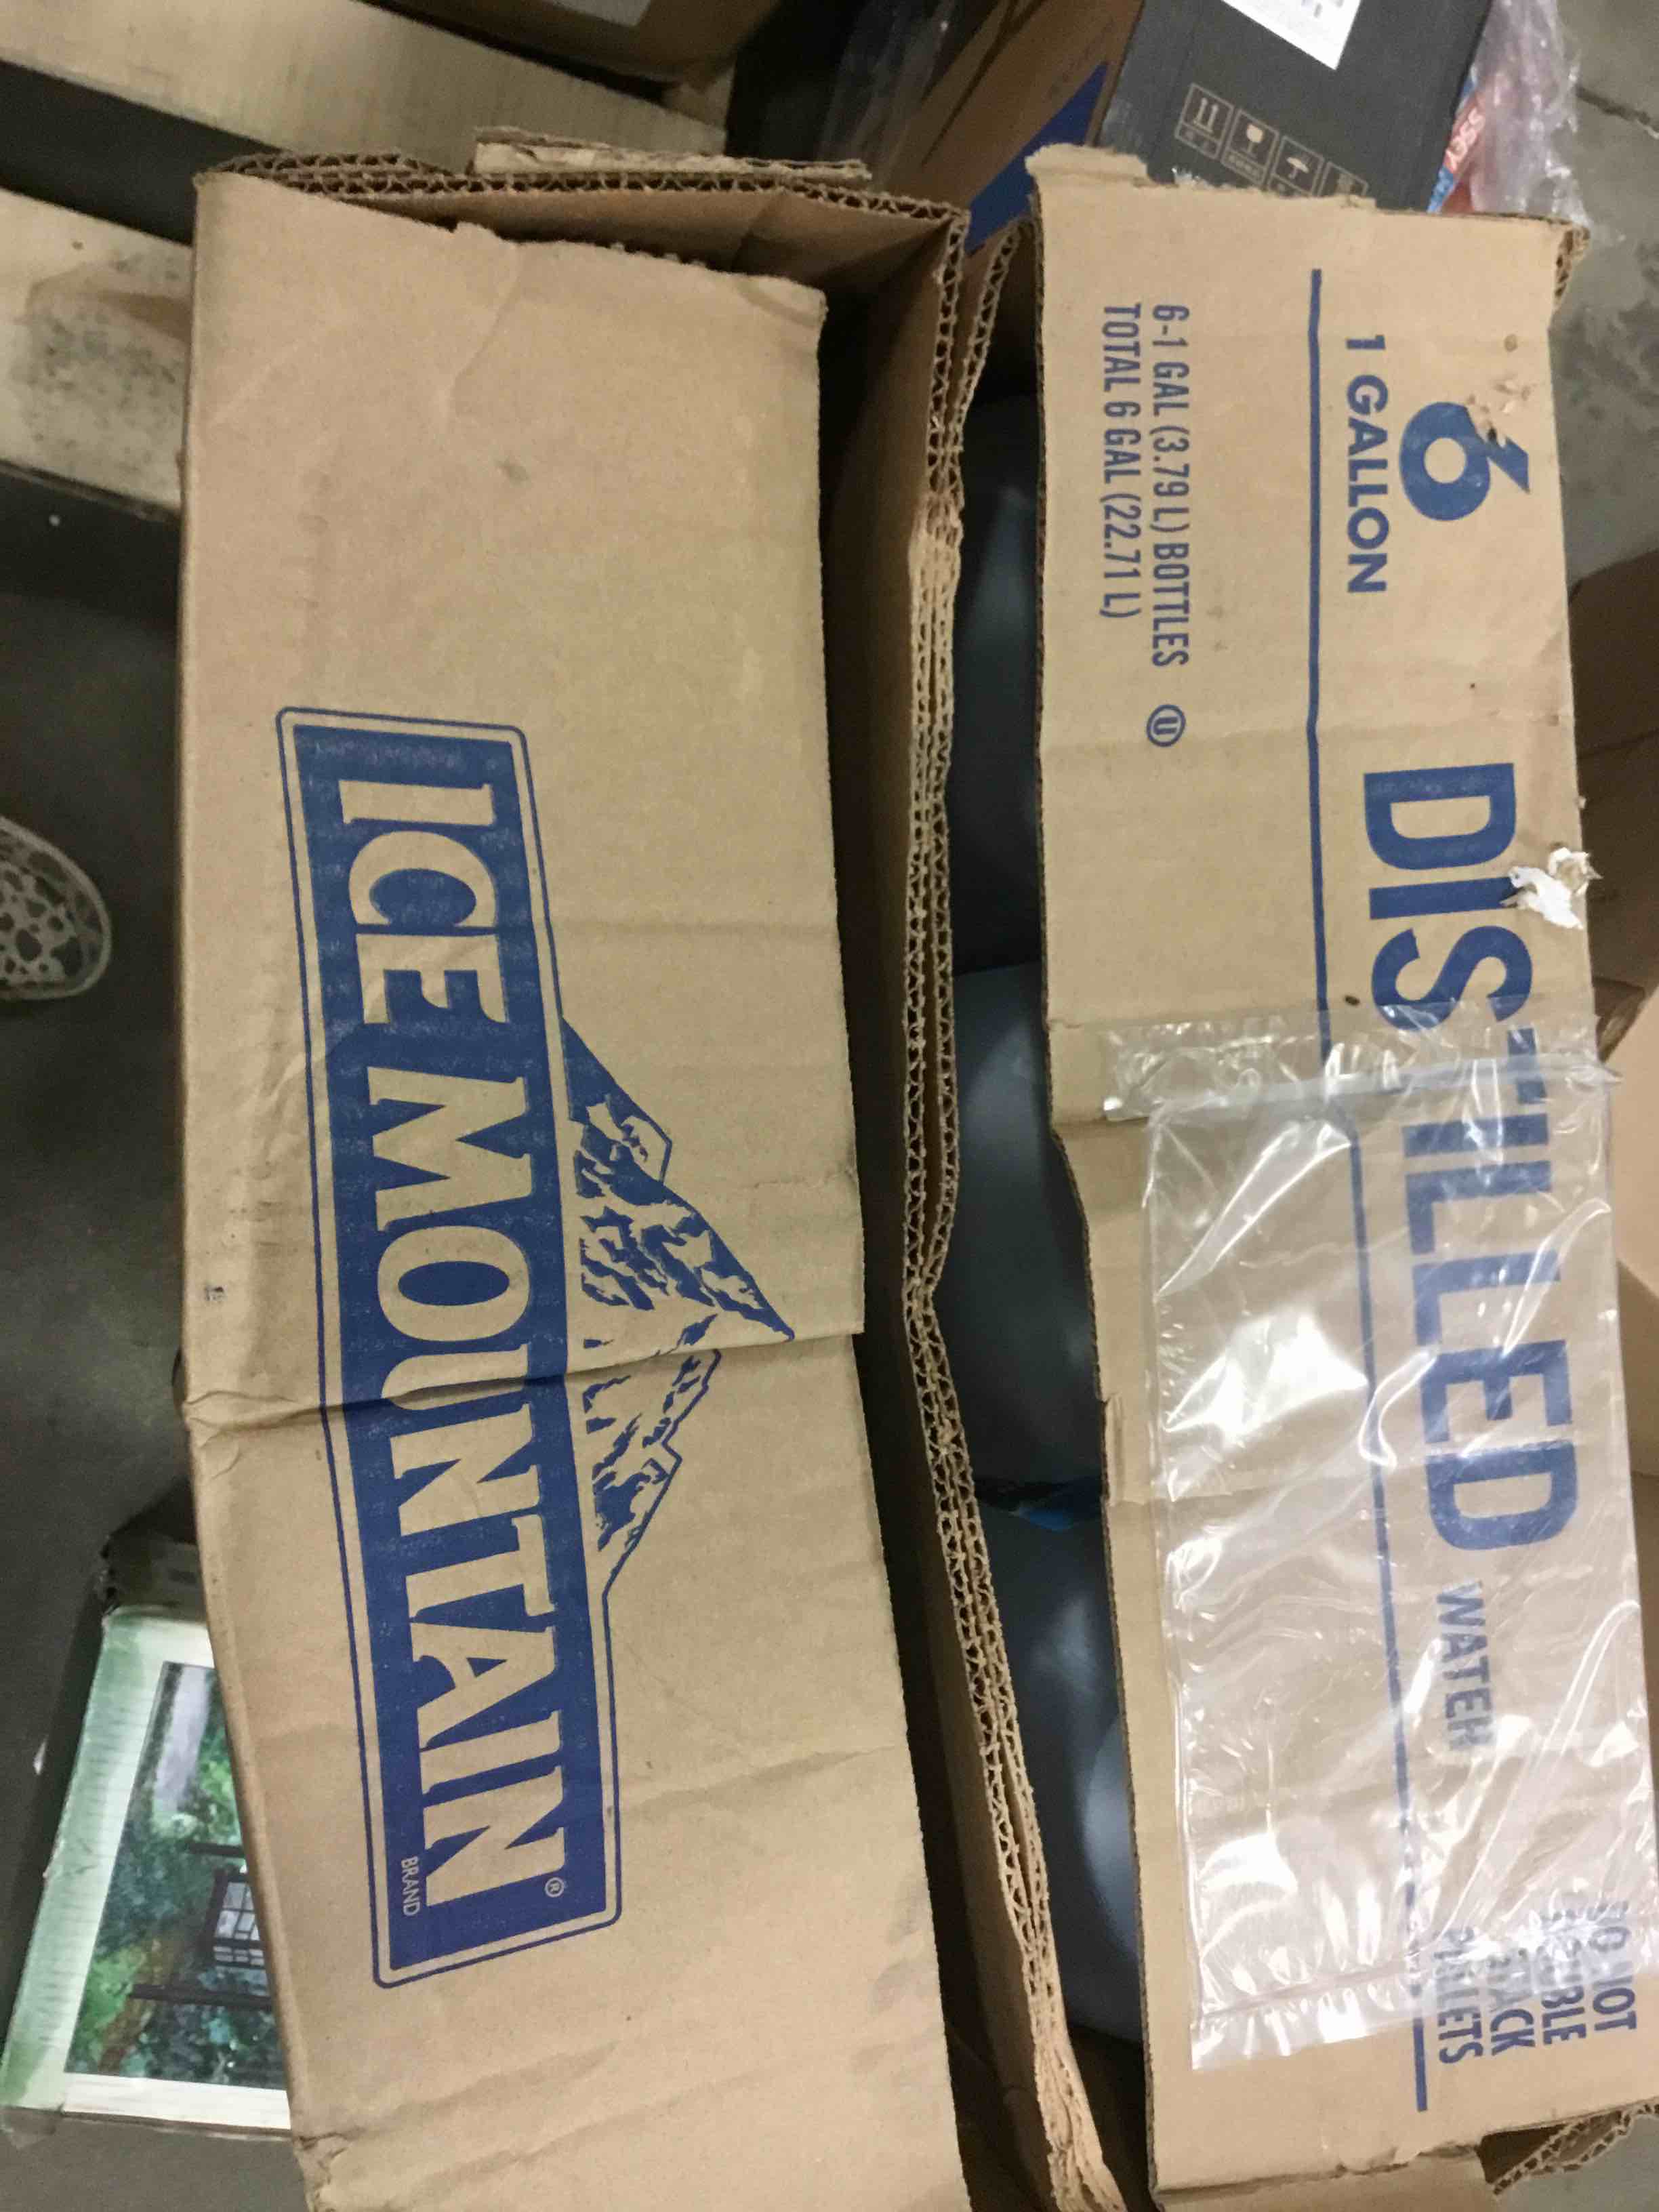 6
1 GALLON
DISTILLED WATER
DO NOT
DOUBLE
STACK
PALLETS
6-1 GAL (3.79 L) BOTTLES Ⓤ
TOTAL 6 GAL (22.71 L)
ICE MOUNTAIN®
BRAND